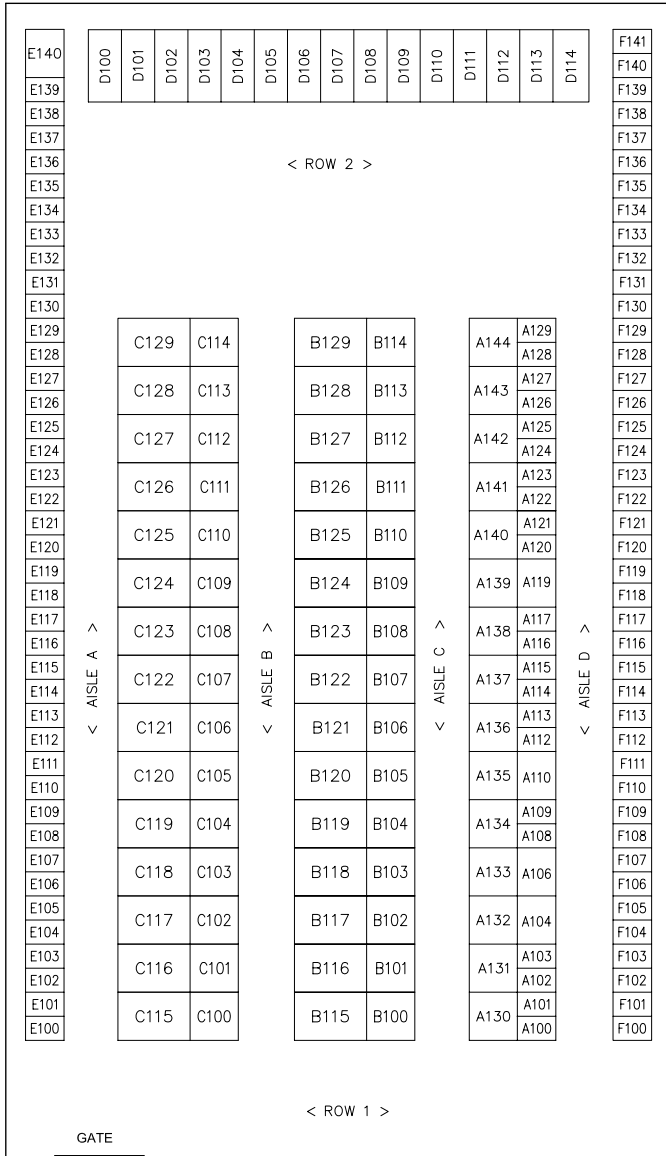 E140 D100 D101 D102 D103 D104 D105 D106 D107 D108 D109 D110 D111 D112 D113 D114 F141
F140
E139 F139
E138 F138
E137 F137
E136 < ROW 2 > F136
E135 F135
E134 F134
E133 F133
E132 F132
E131 F131
E130 F130
E129 C129 C114 B129 B114 A144 A129 F129
E128 A128 F128
E127 C128 C113 B128 B113 A143 A127 F127
E126 A126 F126
E125 C127 C112 B127 B112 A142 A125 F125
E124 A124 F124
E123 C126 C111 B126 B111 A141 A123 F123
E122 A122 F122
E121 C125 C110 B125 B110 A140 A121 F121
E120 A120 F120
E119 C124 C109 B124 B109 A139 A119 F119
E118 F118
E117 C123 C108 B123 B108 A138 A117 F117
E116 A116 F116
< AISLE A > < AISLE B > < AISLE C > < AISLE D >
E115 C122 C107 B122 B107 A137 A115 F115
E114 A114 F114
E113 C121 C106 B121 B106 A136 A113 F113
E112 A112 F112
E111 C120 C105 B120 B105 A135 A110 F111
E110 F110
E109 C119 C104 B119 B104 A134 A109 F109
E108 A108 F108
E107 C118 C103 B118 B103 A133 A106 F107
E106 F106
E105 C117 C102 B117 B102 A132 A104 F105
E104 F104
E103 C116 C101 B116 B101 A131 A103 F103
E102 A102 F102
E101 C115 C100 B115 B100 A130 A101 F101
E100 A100 F100
< ROW 1 >
GATE